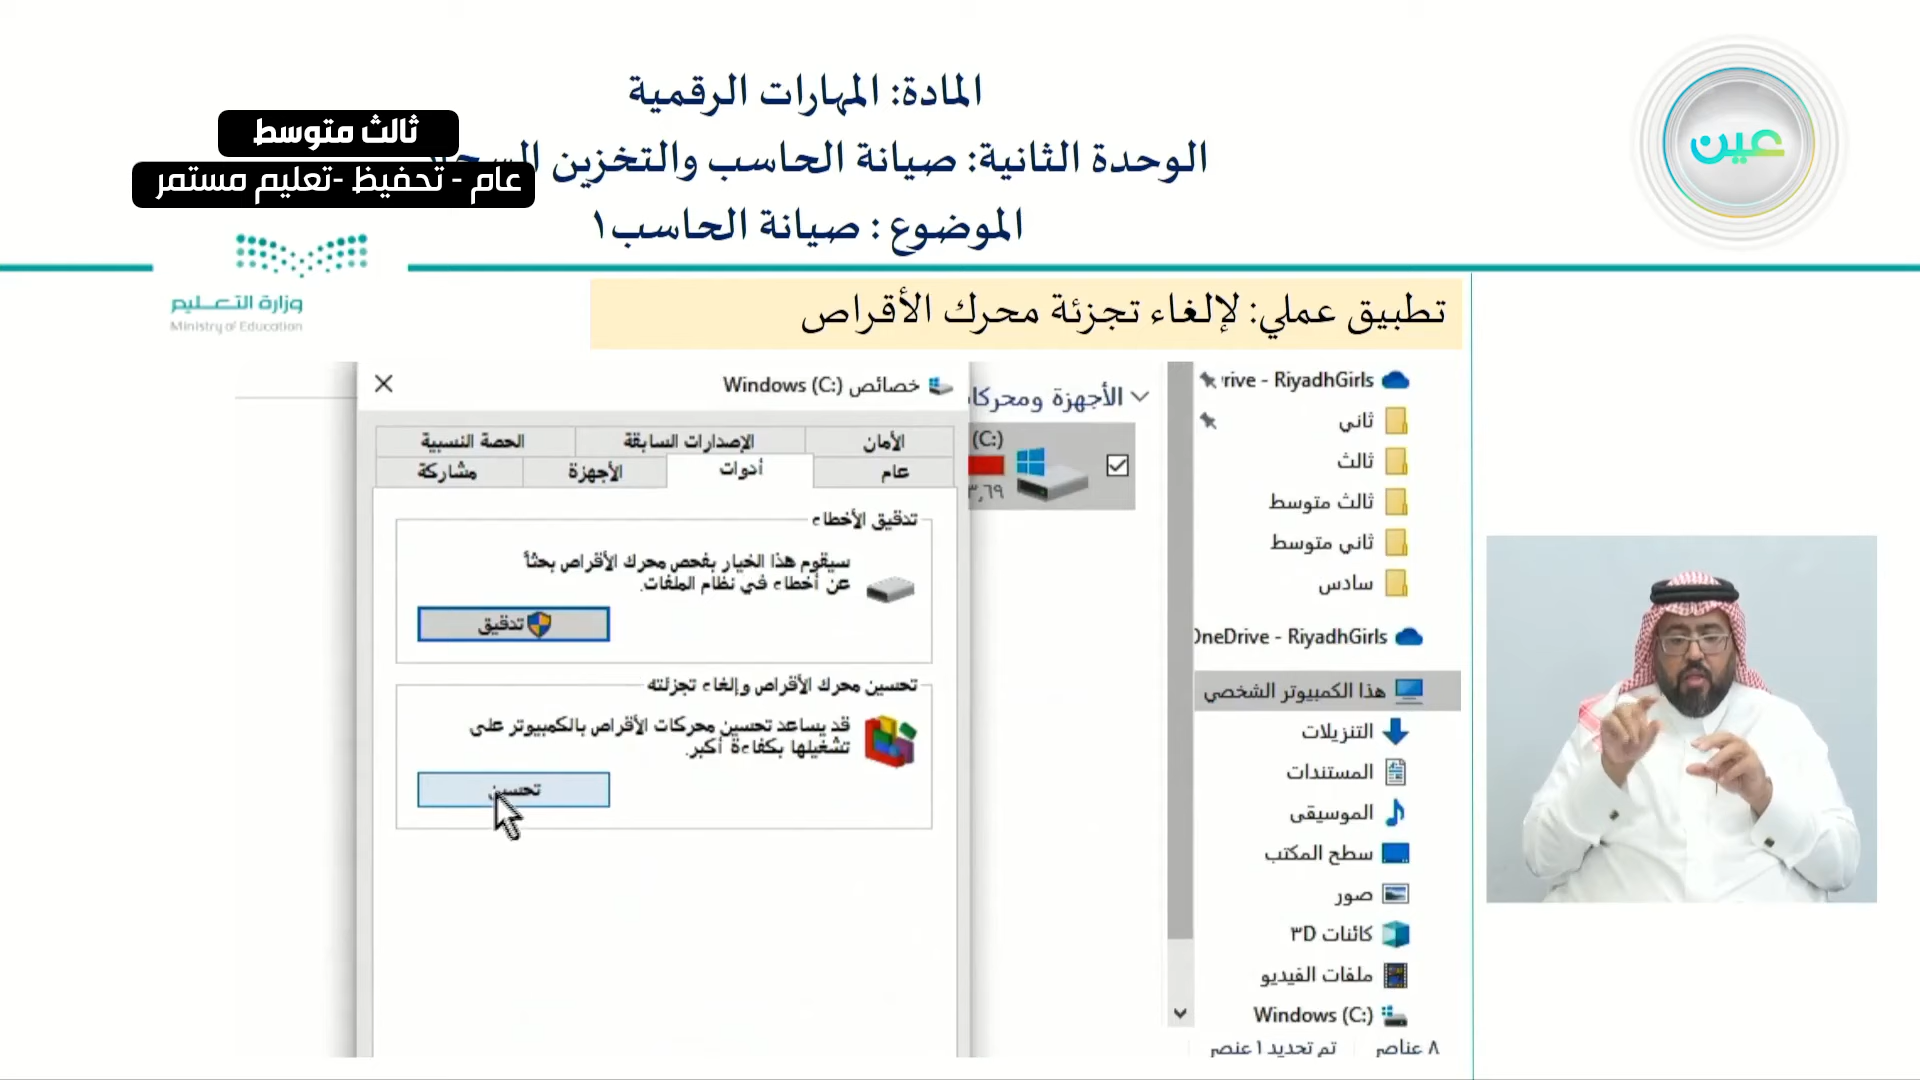 المادة: المهارات الرقمية
الوحدة الثانية: صيانة الحاسب والتخزين
الموضوع : صيانة الحاسب١
ثالث متوسط
عام - تحفيظ -تعليم مستمر
عين
وزارة التعليم
Ministry of Education
تطبيق عملي: لإلغاء تجزئة محرك الأقراص
خصائص Windows (C:)
الأمان
الإصدارات السابقة
الحصة النسبية
عام
أدوات
الأجهزة
مشاركة
تدقيق الأخطاء
سيقوم هذا الخيار بفحص محرك الأقراص بحثاً
عن أخطاء في نظام الملفات.
تدقيق
تحسين محرك الأقراص وإلغاء تجزئته
قد يساعد تحسين محركات الأقراص بالكمبيوتر على
تشغيلها بكفاءة أكبر.
تحسين
الأجهزة
(C:)
٣,٦٩
- RiyadhGirls
ثاني
ثالث
ثالث متوسط
ثاني متوسط
سادس
OneDrive - RiyadhGirls
هذا الكمبيوتر الشخصي
التنزيلات
المستندات
الموسيقى
سطح المكتب
صور
كائنات ٣D
ملفات الفيديو
Windows (C:)
٨ عناصر
تم تحديد ١ عنصر